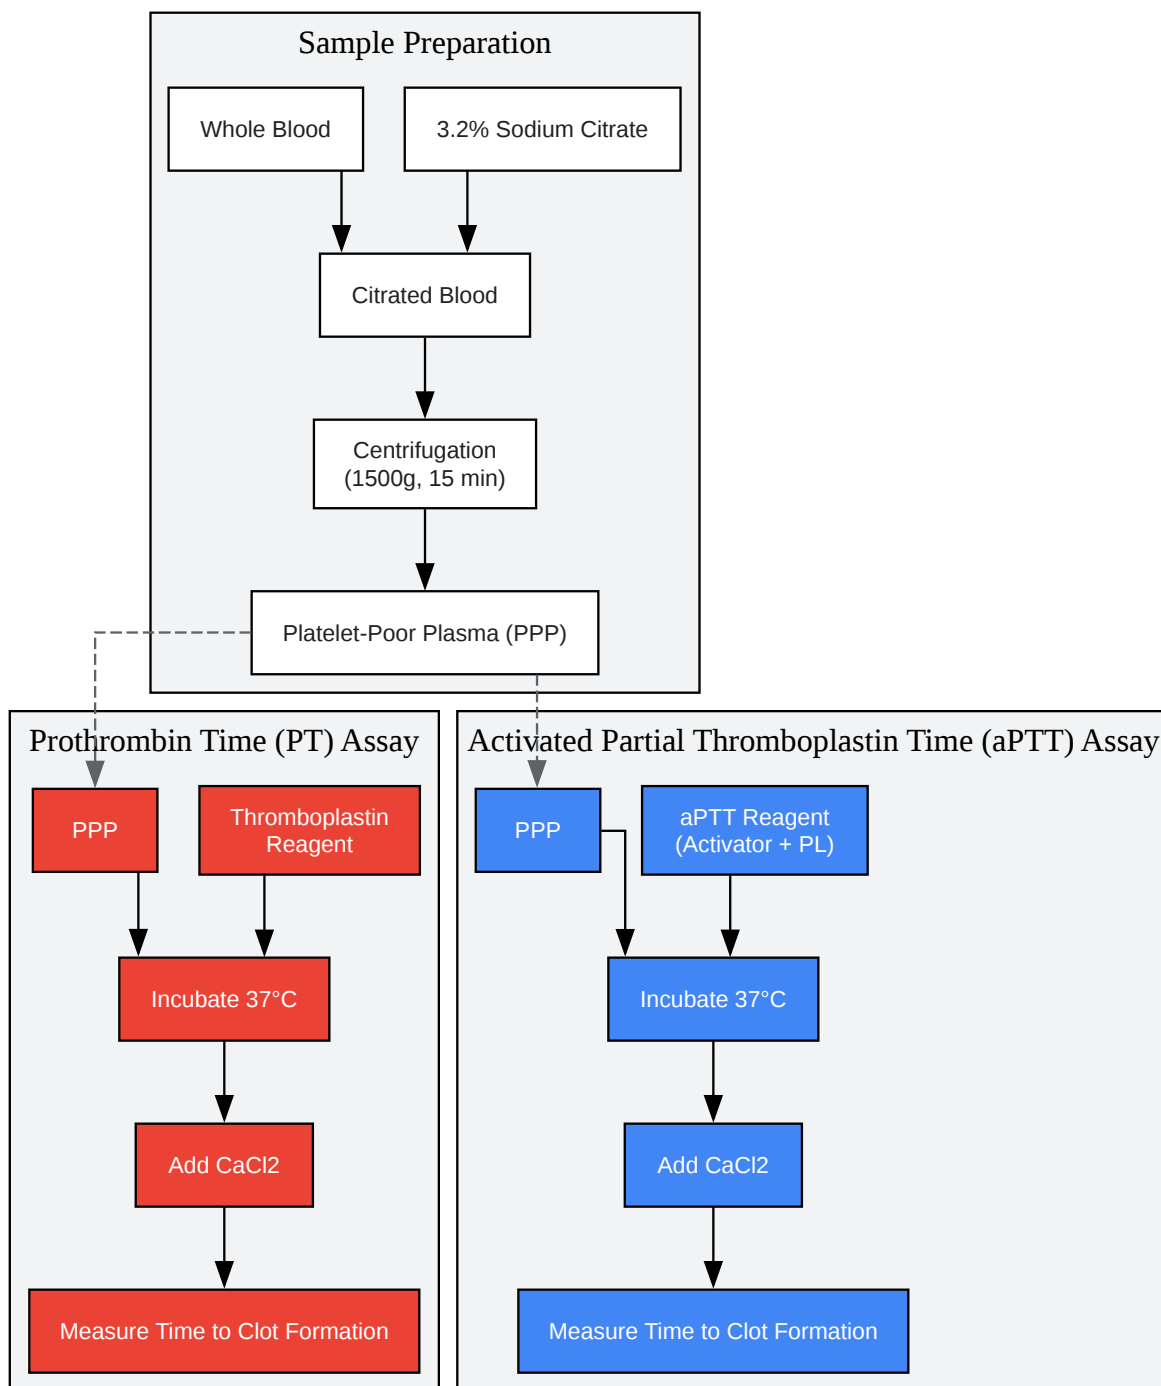 Sample Preparation
Whole Blood
3.2% Sodium Citrate
Citrated Blood
Centrifugation
(1500g, 15 min)
Platelet-Poor Plasma (PPP)
Prothrombin Time (PT) Assay
PPP
Thromboplastin
Reagent
Incubate 37°C
Add CaCl2
Measure Time to Clot Formation
Activated Partial Thromboplastin Time (aPTT) Assay
PPP
aPTT Reagent
(Activator + PL)
Incubate 37°C
Add CaCl2
Measure Time to Clot Formation